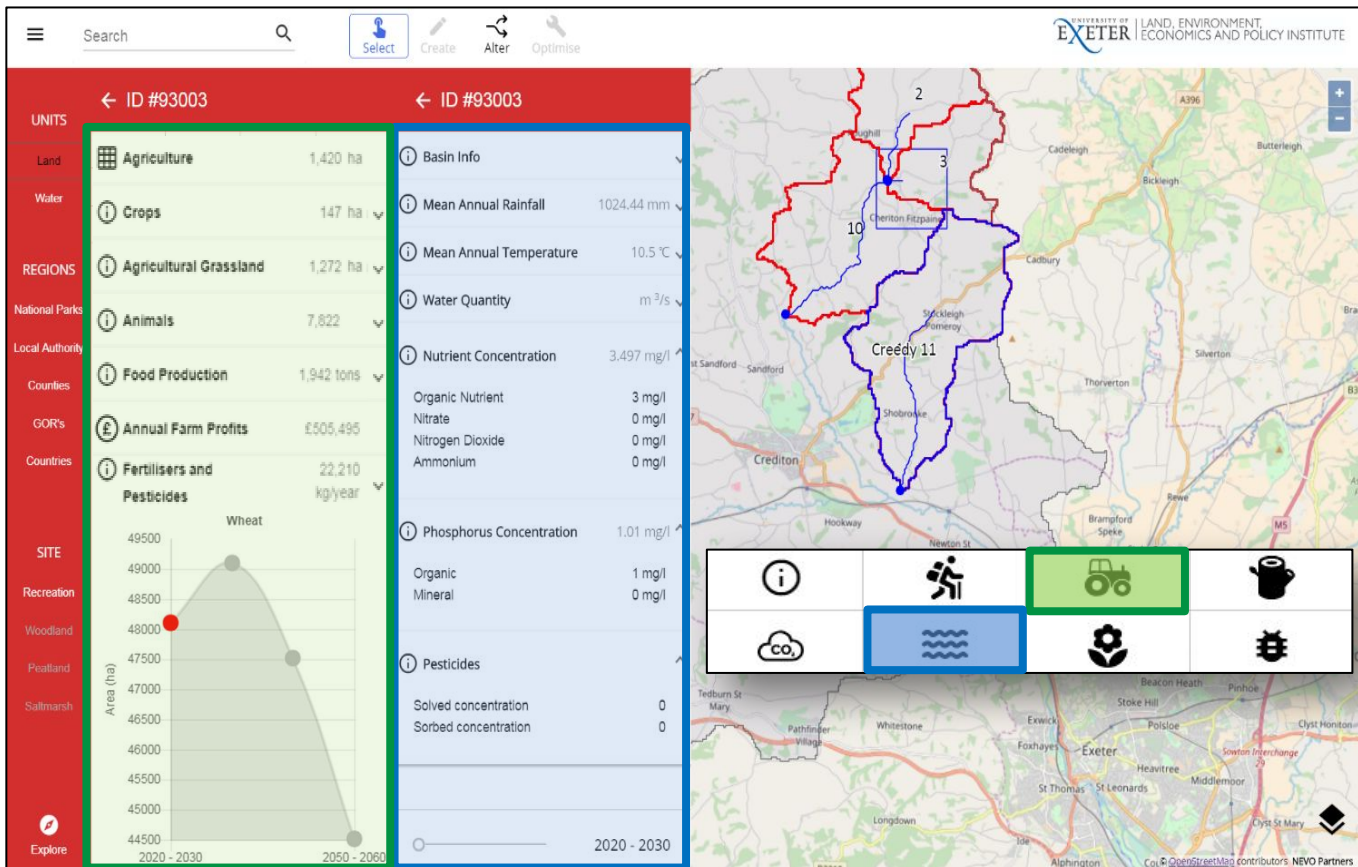 Search
Select
Create
Alter
Optimise
UNIVERSITY OF
EXETER
LAND, ENVIRONMENT,
ECONOMICS AND POLICY INSTITUTE
UNITS
Land
Water
REGIONS
National Parks
Local Authority
Counties
GOR's
Countries
SITE
Recreation
Woodland
Peatland
Saltmarsh
Explore
← ID #93003
Agriculture 1,420 ha
Crops 147 ha
Agricultural Grassland 1,272 ha
Animals 7,822
Food Production 1,942 tons
£ Annual Farm Profits £505,495
Fertilisers and 22,210
Pesticides kg/year
Wheat
49500
49000
48500
48000
47500
47000
46500
46000
45500
45000
44500
Area (ha)
2020 - 2030 2050 - 2060
← ID #93003
Basin Info
Mean Annual Rainfall 1024.44 mm
Mean Annual Temperature 10.5 °C
Water Quantity m³/s
Nutrient Concentration 3.497 mg/l
Organic Nutrient 3 mg/l
Nitrate 0 mg/l
Nitrogen Dioxide 0 mg/l
Ammonium 0 mg/l
Phosphorus Concentration 1.01 mg/l
Organic 1 mg/l
Mineral 0 mg/l
Pesticides
Solved concentration 0
Sorbed concentration 0
2020 - 2030
+
−
2
A396
Cadeleigh
Butterleigh
Bickleigh
3
Cheriton Fitzpaine
10
Cadbury
Stockleigh
Pomeroy
Creedy 11
Silverton
Sandford
Thorverton
Shobrooke
Crediton
Rewe
Hookway
Brampford
Speke
M5
Newton St
CO₂
Beacon Heath
Pinhoe
Tedburn St
Mary
Stoke Hill
Pathfinder
Village
Whitestone
Exwick
Polsloe
Clyst Honiton
Foxhayes
Exeter
Sowton Interchange
29
Heavitree
St Thomas
St Leonards
Middlemoor
Longdown
Clyst St Mary
Ide
Alphington
© OpenStreetMap contributors. NEVO Partners